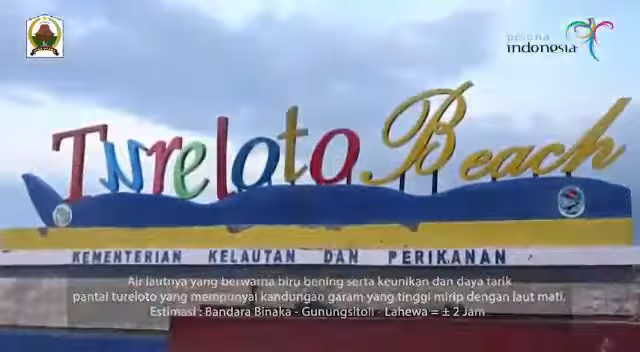 pesona
indonesia
Tureloto Beach
KEMENTERIAN KELAUTAN DAN PERIKANAN
Air lautnya yang berwarna biru bening serta keunikan dan daya tarik
pantai tureloto yang mempunyai kandungan garam yang tinggi mirip dengan laut mati.
Estimasi : Bandara Binaka - Gunungsitoli - Lahewa = ± 2 Jam